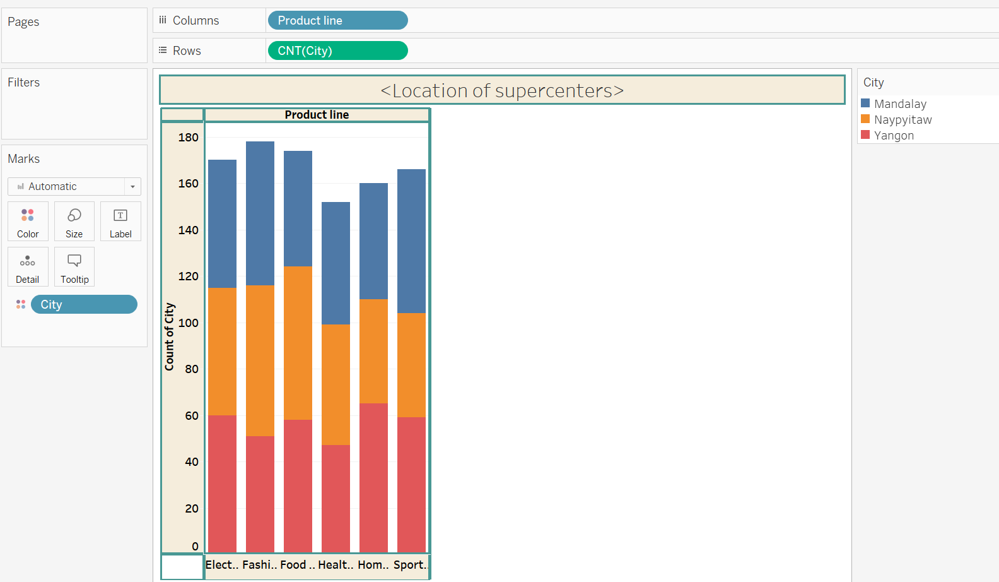 Pages
Columns
Product line
Rows
CNT(City)
Filters
Marks
Automatic
Color
Size
Label
Detail
Tooltip
City
<Location of supercenters>
Product line
Count of City
180
160
140
120
100
80
60
40
20
0
Elect..
Fashi..
Food ..
Healt..
Hom..
Sport..
City
Mandalay
Naypyitaw
Yangon